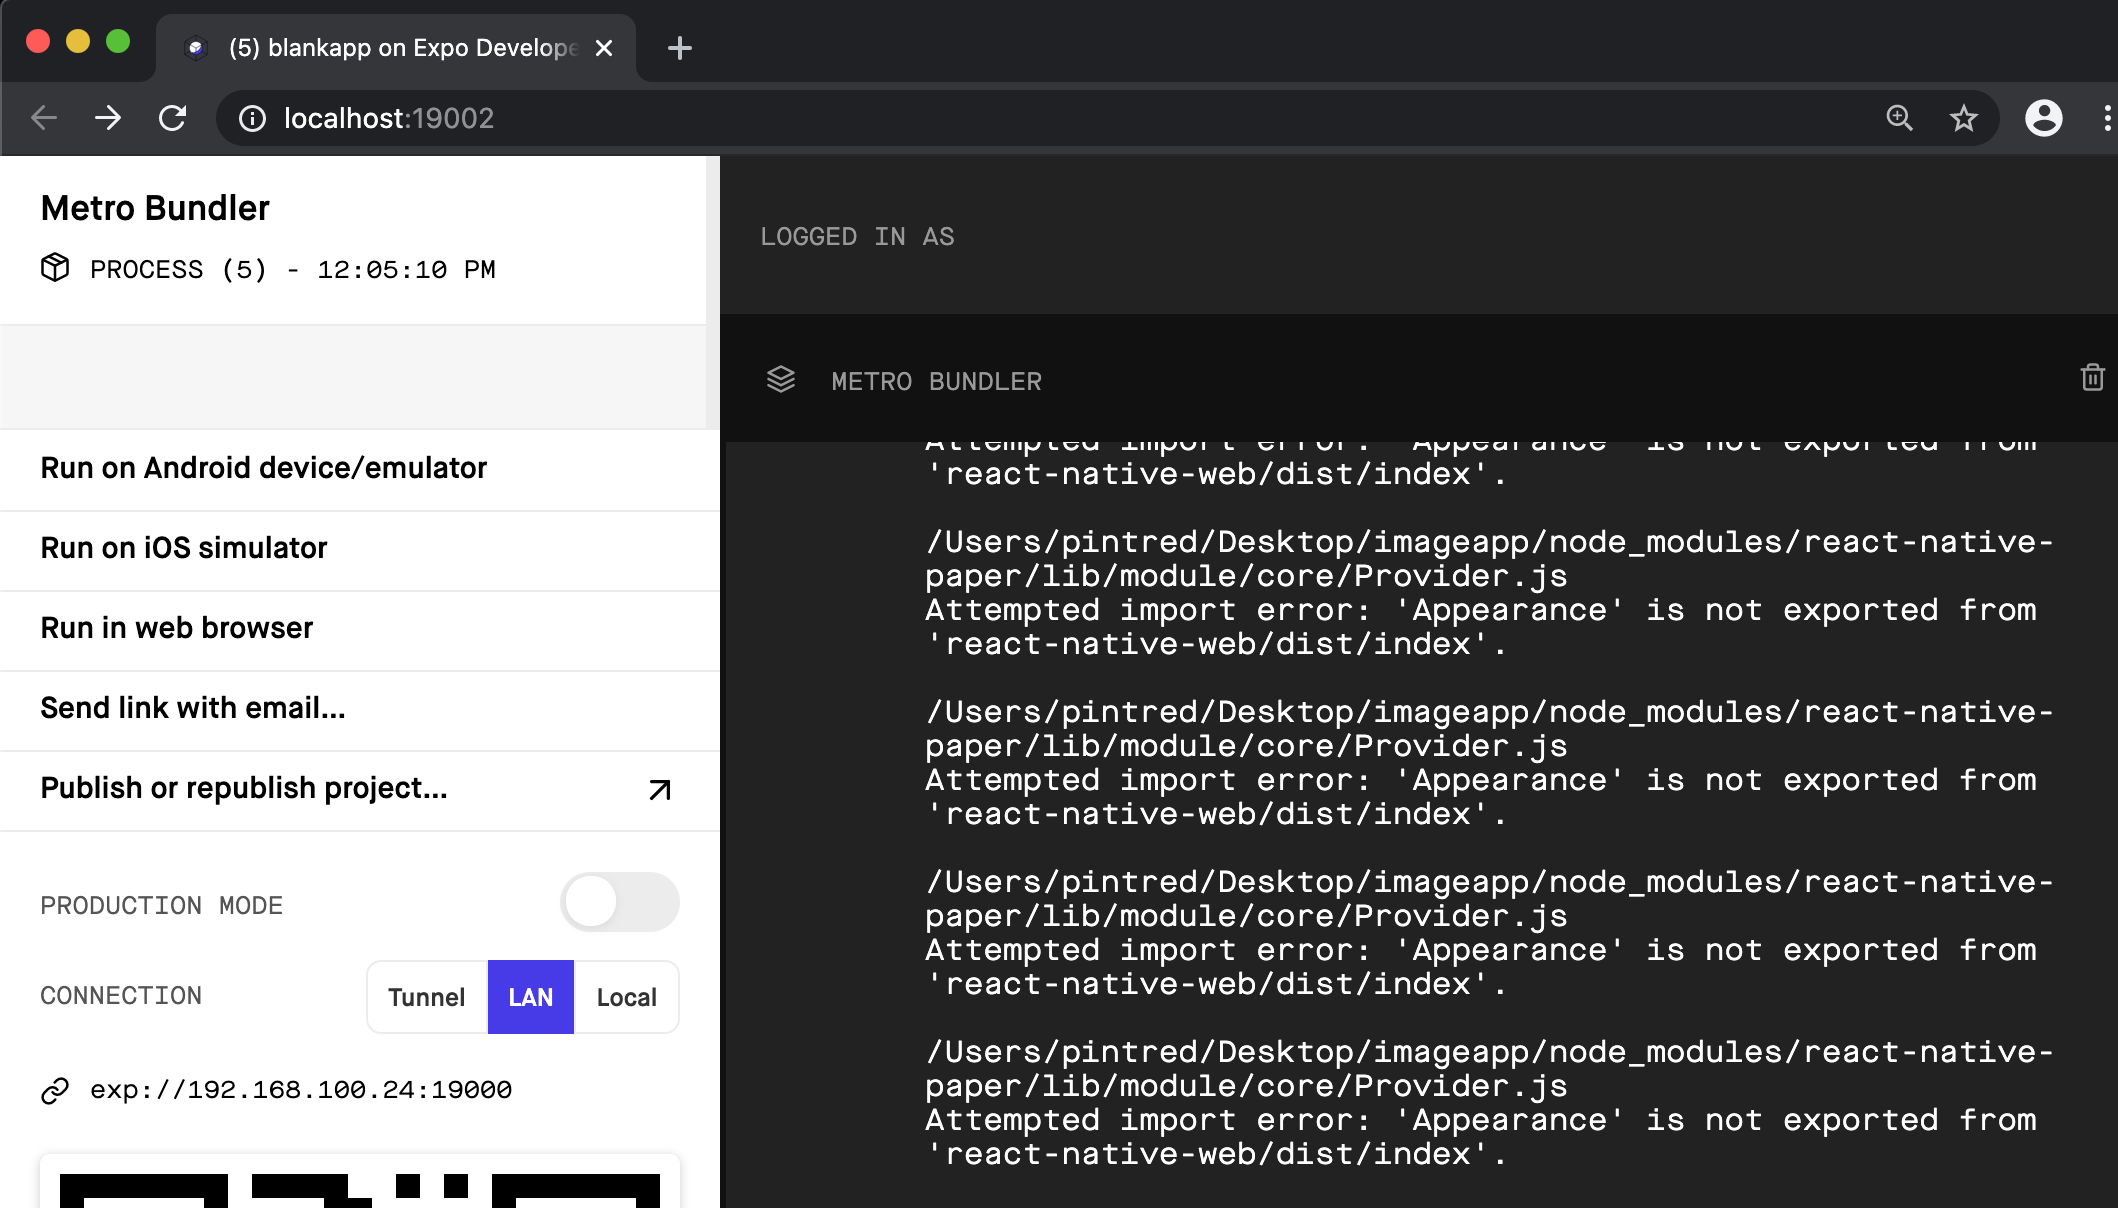 (5) blankapp on Expo Develope
localhost:19002
Metro Bundler
PROCESS (5) - 12:05:10 PM
Run on Android device/emulator
Run on iOS simulator
Run in web browser
Send link with email...
Publish or republish project...
PRODUCTION MODE
CONNECTION
Tunnel
LAN
Local
exp://192.168.100.24:19000
LOGGED IN AS
METRO BUNDLER
Attempted import error: 'Appearance' is not exported from
'react-native-web/dist/index'.
/Users/pintred/Desktop/imageapp/node_modules/react-native-
paper/lib/module/core/Provider.js
Attempted import error: 'Appearance' is not exported from
'react-native-web/dist/index'.
/Users/pintred/Desktop/imageapp/node_modules/react-native-
paper/lib/module/core/Provider.js
Attempted import error: 'Appearance' is not exported from
'react-native-web/dist/index'.
/Users/pintred/Desktop/imageapp/node_modules/react-native-
paper/lib/module/core/Provider.js
Attempted import error: 'Appearance' is not exported from
'react-native-web/dist/index'.
/Users/pintred/Desktop/imageapp/node_modules/react-native-
paper/lib/module/core/Provider.js
Attempted import error: 'Appearance' is not exported from
'react-native-web/dist/index'.